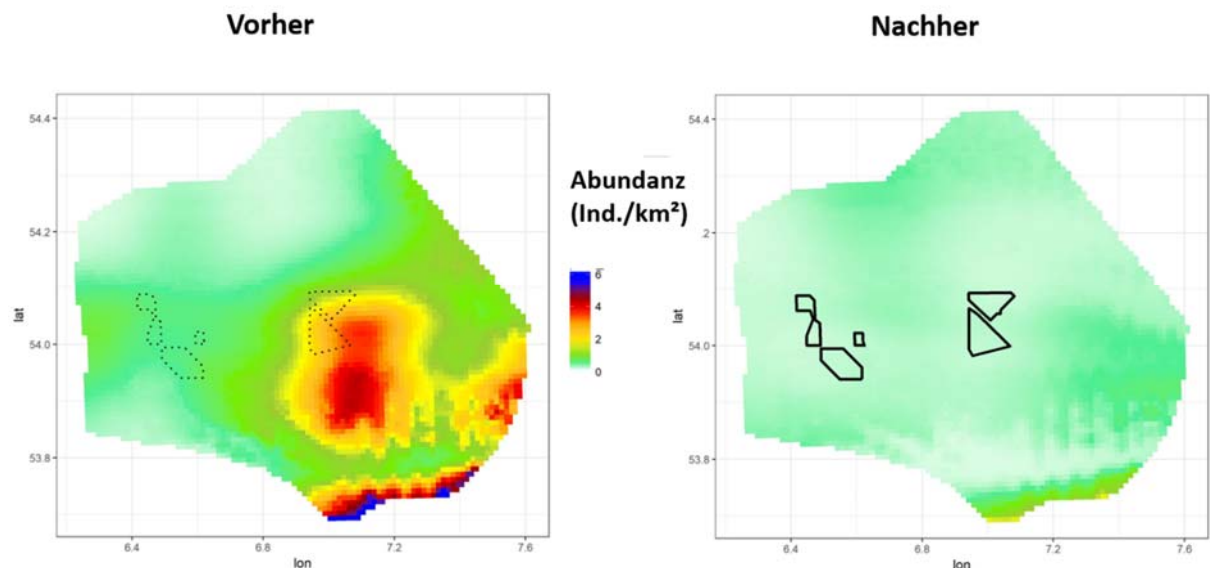 Vorher
Nachher
54.4
54.2
54.0
53.8
lat
6.4 6.8 7.2 7.6
lon
Abundanz
(Ind./km²)
6
4
2
0
54.4
.2
54.0
53.8
lat
6.4 6.8 7.2 7.6
lon